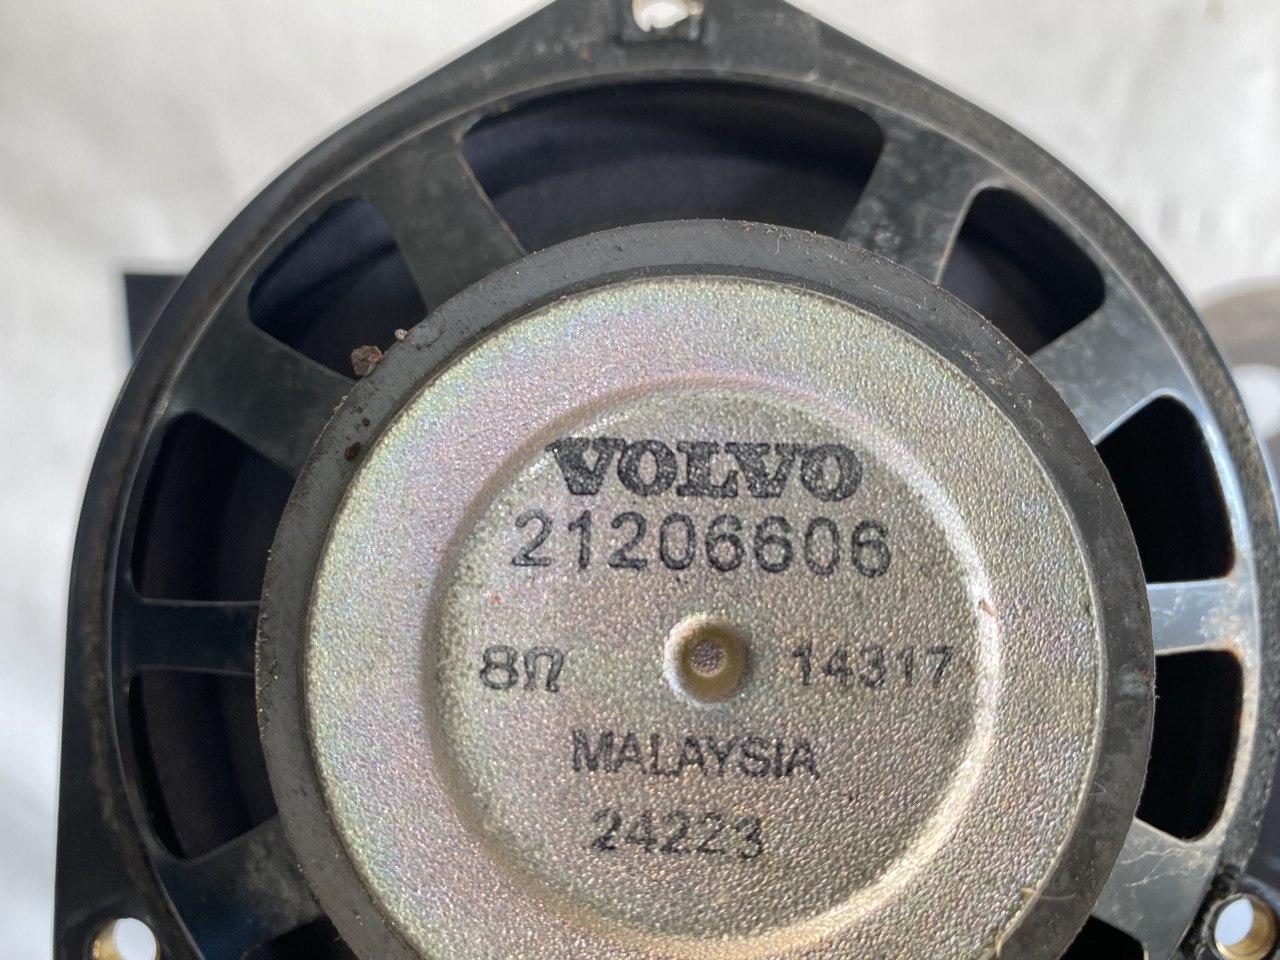 VOLVO
21206606
8Ω 14317
MALAYSIA
24223